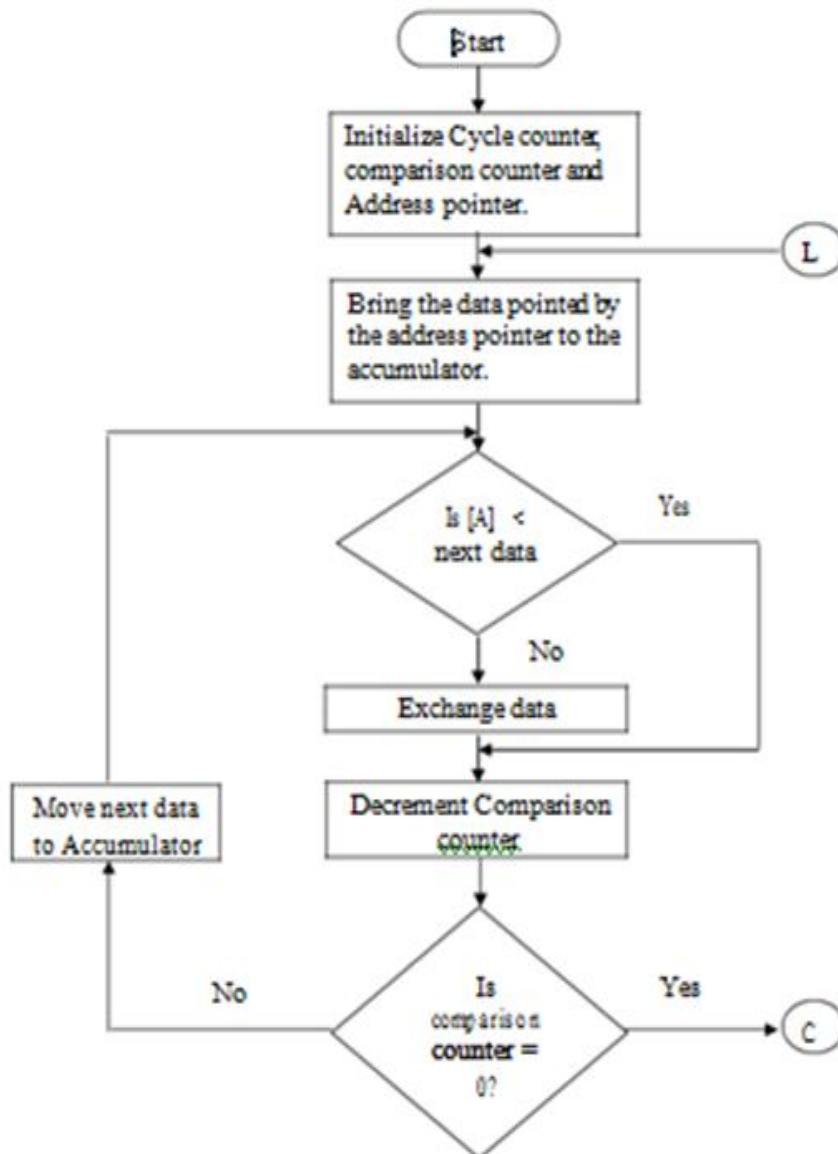 Start
Initialize Cycle counter,
comparison counter and
Address pointer.
L
Bring the data pointed by
the address pointer to the
accumulator.
Is [A] <
next data
Yes
No
Exchange data
Move next data
to Accumulator
Decrement Comparison
counter
No
Is
comparison
counter =
0?
Yes
C